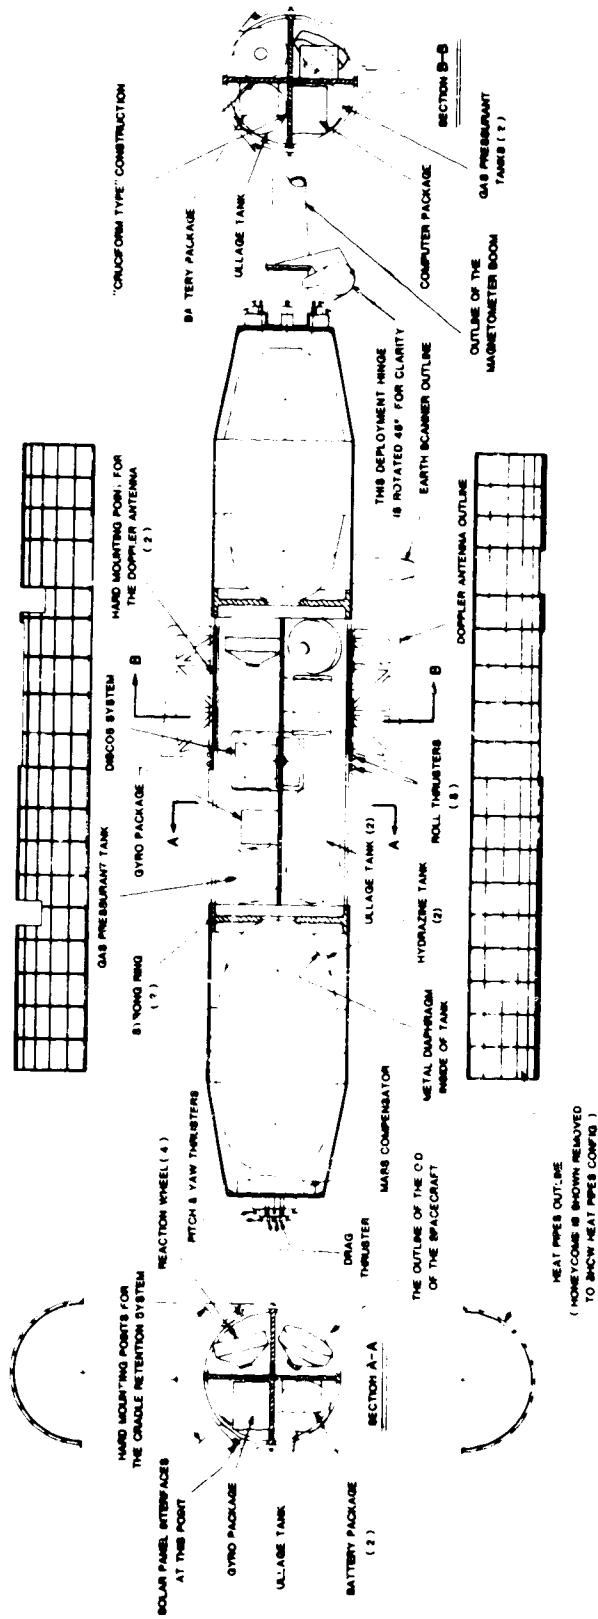 "CRUCIFORM TYPE" CONSTRUCTION
BATTERY PACKAGE
ULLAGE TANK
SECTION B-B
GAS PRESSURANT
TANKS (2)
COMPUTER PACKAGE
OUTLINE OF THE
MAGNETOMETER BOOM
THIS DEPLOYMENT HINGE
IS ROTATED 45° FOR CLARITY
EARTH SCANNER OUTLINE
DOPPLER ANTENNA OUTLINE
HARD MOUNTING POINT FOR
THE DOPPLER ANTENNA
(2)
B
B
DISCOS SYSTEM
GYRO PACKAGE
A
A
GAS PRESSURANT TANK
STRONG RING
(2)
ROLL THRUSTERS
(8)
ULLAGE TANK (2)
HYDRAZINE TANK
(2)
METAL DIAPHRAGM
INSIDE OF TANK
MARS COMPENSATOR
THE OUTLINE OF THE
OF THE SPACECRAFT
REACTION WHEEL (4)
PITCH & YAW THRUSTERS
DRAG
THRUSTER
HARD MOUNTING POINTS FOR
THE CRADLE RETENTION SYSTEM
SOLAR PANEL INTERFACES
AT THIS POINT
GYRO PACKAGE
ULLAGE TANK
BATTERY PACKAGE
(2)
SECTION A-A
HEAT PIPES OUTLINE
(HONEYCOMB IS SHOWN REMOVED
TO SHOW HEAT PIPES CONFIG)